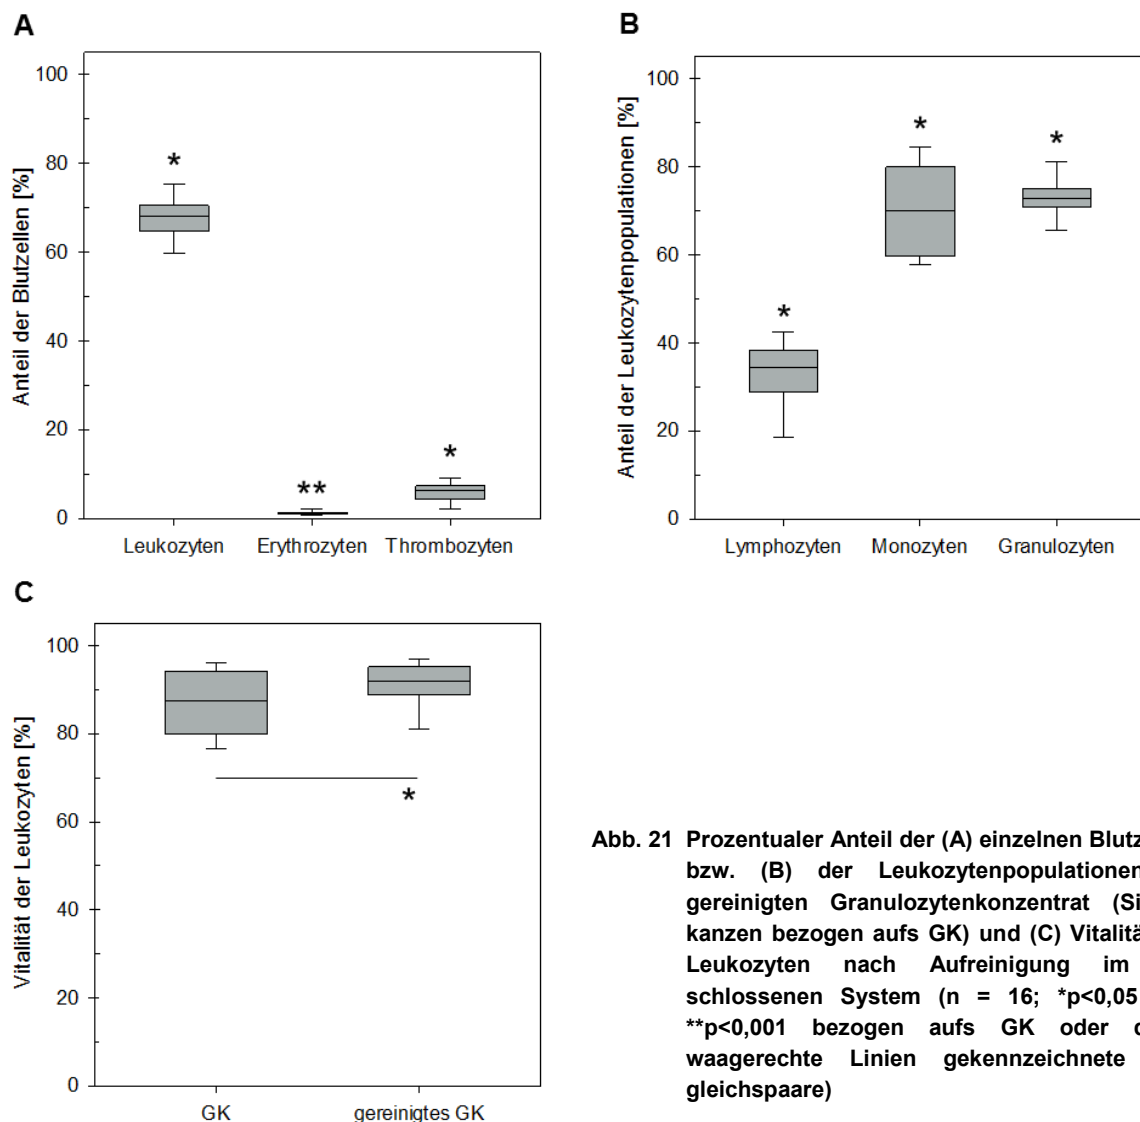 A
Anteil der Blutzellen [%]
100
80
60
40
20
0
*
**
*
Leukozyten Erythrozyten Thrombozyten
B
Anteil der Leukozytenpopulationen [%]
100
80
60
40
20
0
*
*
*
Lymphozyten Monozyten Granulozyten
C
Vitalität der Leukozyten [%]
100
80
60
40
20
0
*
GK gereinigtes GK
Abb. 21 Prozentualer Anteil der (A) einzelnen Blutz
bzw. (B) der Leukozytenpopulationen
gereinigten Granulozytenkonzentrat (Si
kanzen bezogen aufs GK) und (C) Vitalitä
Leukozyten nach Aufreinigung im
schlossenen System (n = 16; *p<0,05
**p<0,001 bezogen aufs GK oder
waagerechte Linien gekennzeichnete
gleichspaare)